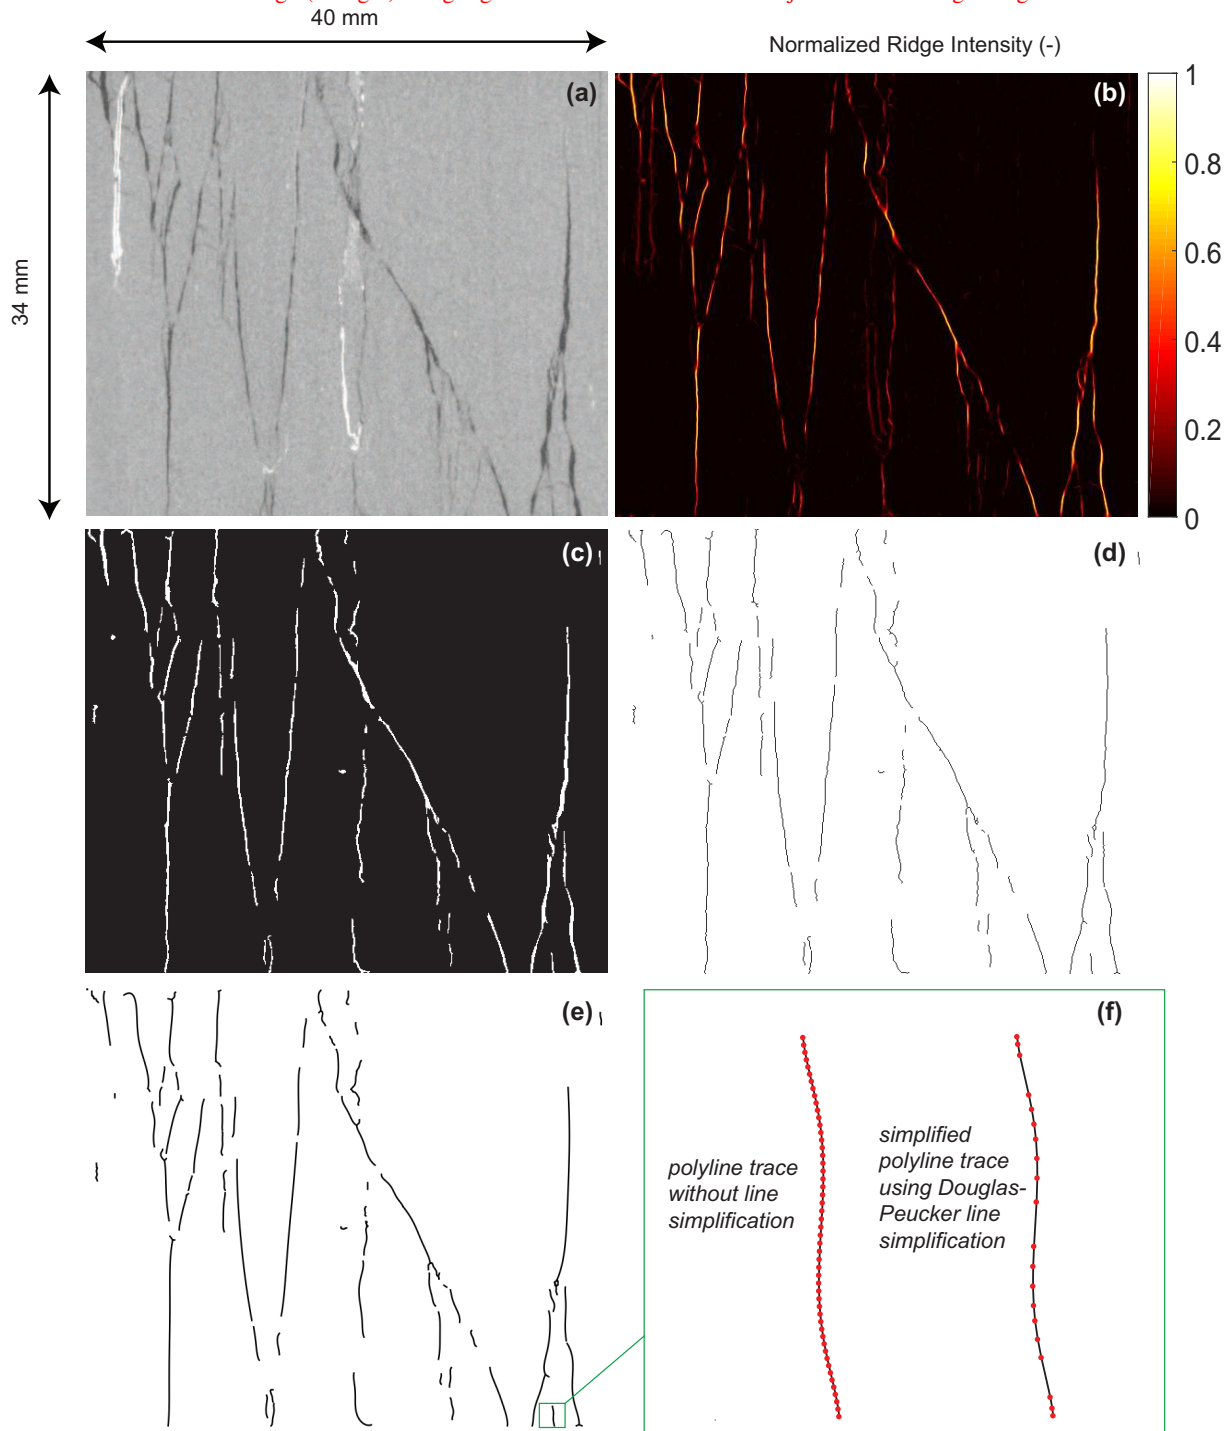 40 mm
Normalized Ridge Intensity (-)
34 mm
(a)
(b)
1
0.8
0.6
0.4
0.2
0
(c)
(d)
(e)
(f)
polyline trace
without line
simplification
simplified
polyline trace
using Douglas-
Peucker line
simplification